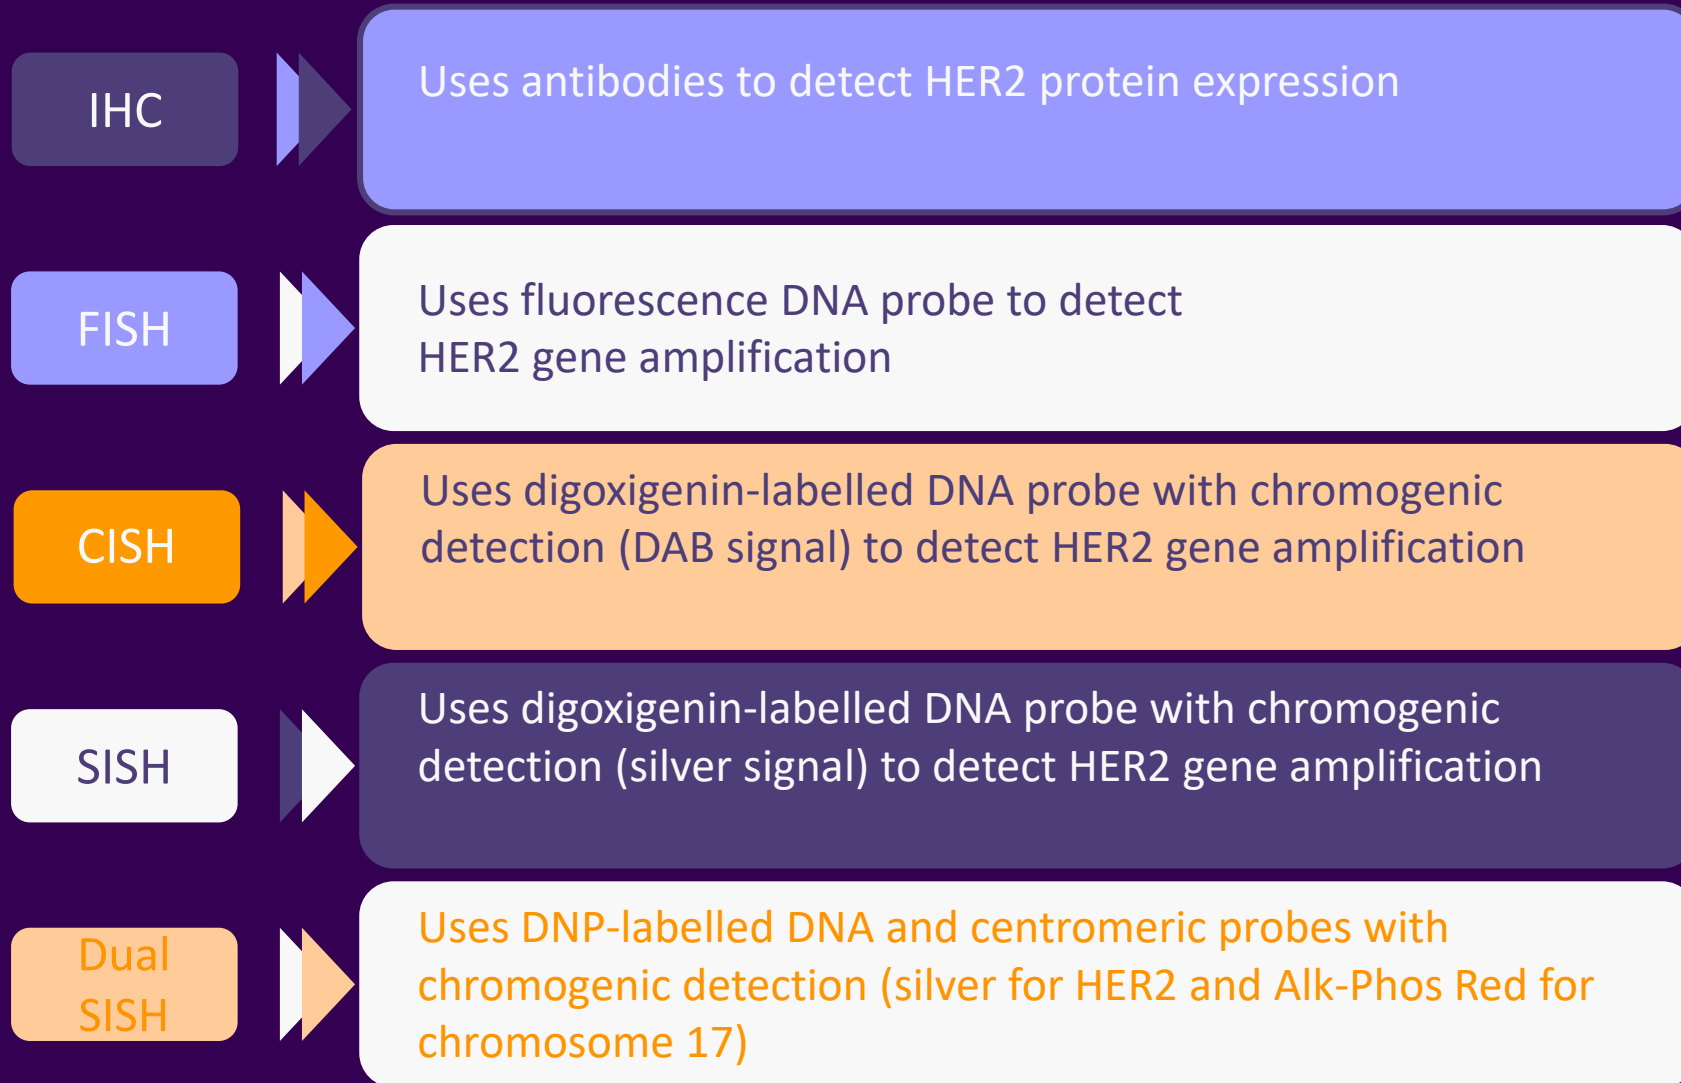 IHC
Uses antibodies to detect HER2 protein expression
FISH
Uses fluorescence DNA probe to detect
HER2 gene amplification
CISH
Uses digoxigenin-labelled DNA probe with chromogenic
detection (DAB signal) to detect HER2 gene amplification
SISH
Uses digoxigenin-labelled DNA probe with chromogenic
detection (silver signal) to detect HER2 gene amplification
Dual
SISH
Uses DNP-labelled DNA and centromeric probes with
chromogenic detection (silver for HER2 and Alk-Phos Red for
chromosome 17)